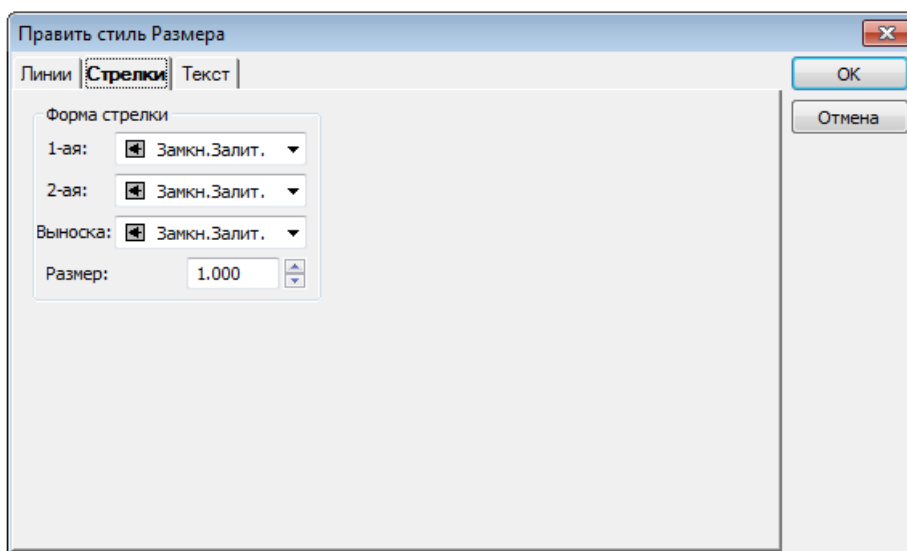 Править стиль Размера
Линии Стрелки Текст
OK
Отмена
Форма стрелки
1-ая: Замкн.Залит.
2-ая: Замкн.Залит.
Выноска: Замкн.Залит.
Размер: 1.000